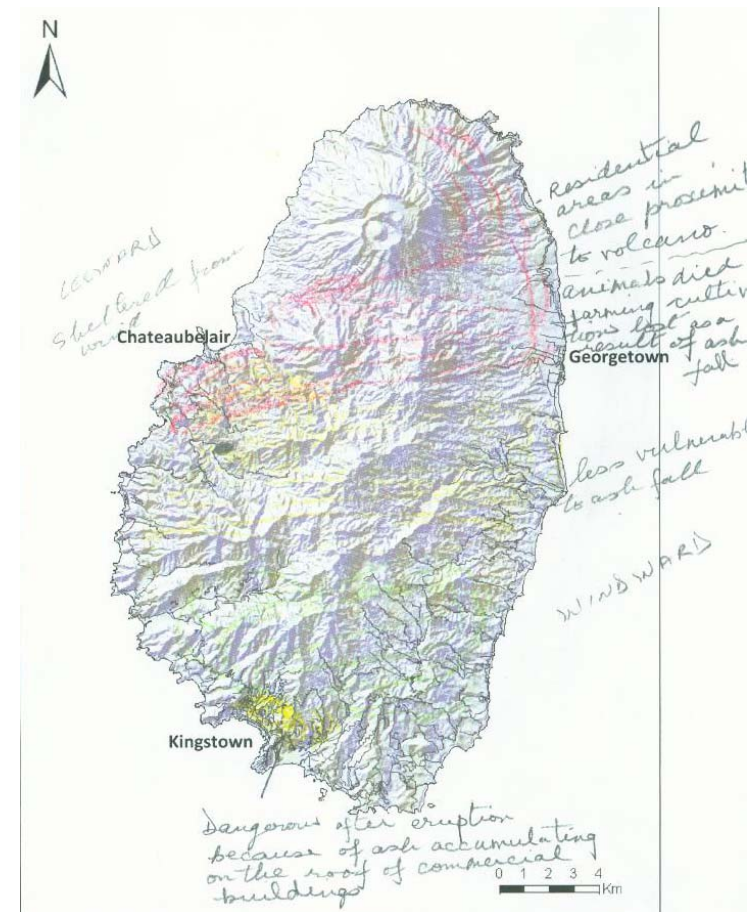 N
Residential
areas in
close proximit
to volcano.
animals died
farming cultiv
tion lost as a
result of ash
fall
LEEWARD
Sheltered from
wind
Chateaubelair
Georgetown
less vulnerabl
to ash fall
WINDWARD
Kingstown
Dangerous after eruption
because of ash accumulating
on the roof of commercial
buildings
0 1 2 3 4
Km